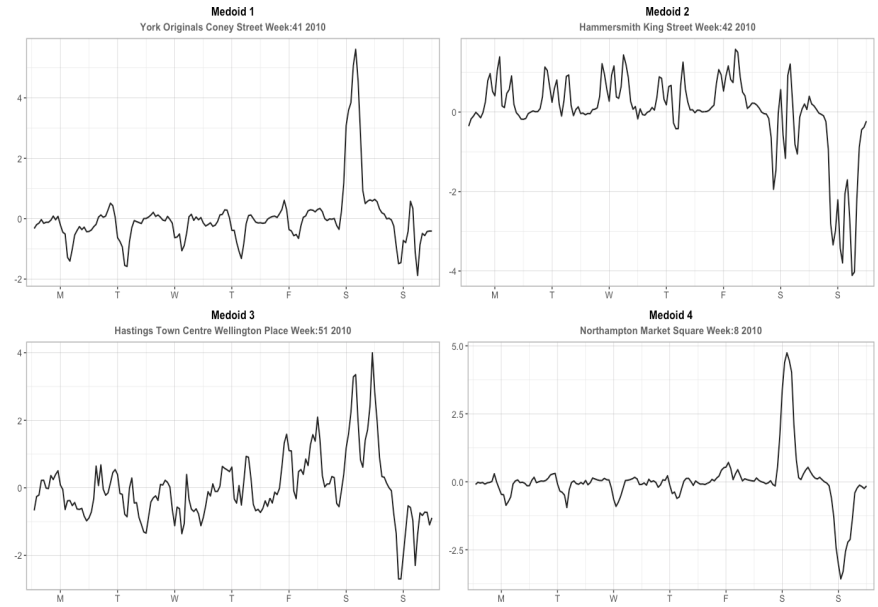 Medoid 1
York Originals Coney Street Week:41 2010
4
2
0
-2
M T W T F S S
Medoid 2
Hammersmith King Street Week:42 2010
0
-2
-4
M T W T F S S
Medoid 3
Hastings Town Centre Wellington Place Week:51 2010
4
2
0
-2
M T W T F S S
Medoid 4
Northampton Market Square Week:8 2010
5.0
2.5
0.0
-2.5
M T W T F S S